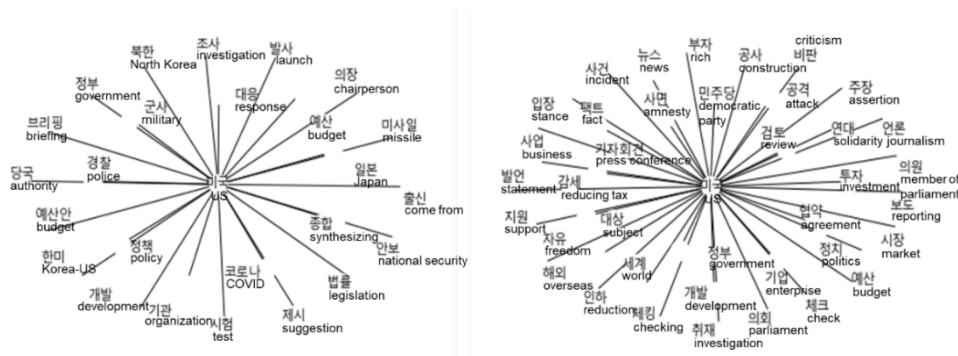 북한
North Korea
조사
investigation
발사
launch
의장
chairperson
정부
government
군사
military
대응
response
예산
budget
미사일
missile
브리핑
briefing
경찰
police
당국
authority
미국
US
일본
Japan
출신
come from
예산안
budget
정책
policy
종합
synthesizing
안보
national security
한미
Korea-US
코로나
COVID
법률
legislation
개발
development
기관
organization
시험
test
제시
suggestion
criticism
비판
부자
rich
공사
construction
뉴스
news
사건
incident
사면
amnesty
민주당
democratic
party
공격
attack
주장
assertion
입장
stance
팩트
fact
검토
review
연대
solidarity
언론
journalism
사업
business
기자회견
press conference
의원
member of
parliament
발언
statement
감세
reducing tax
미국
US
투자
investment
보도
reporting
지원
support
대상
subject
협약
agreement
자유
freedom
정치
politics
시장
market
해외
overseas
세계
world
정부
government
기업
enterprise
예산
budget
인하
reduction
체킹
checking
개발
development
체크
check
취재
investigation
의회
parliament